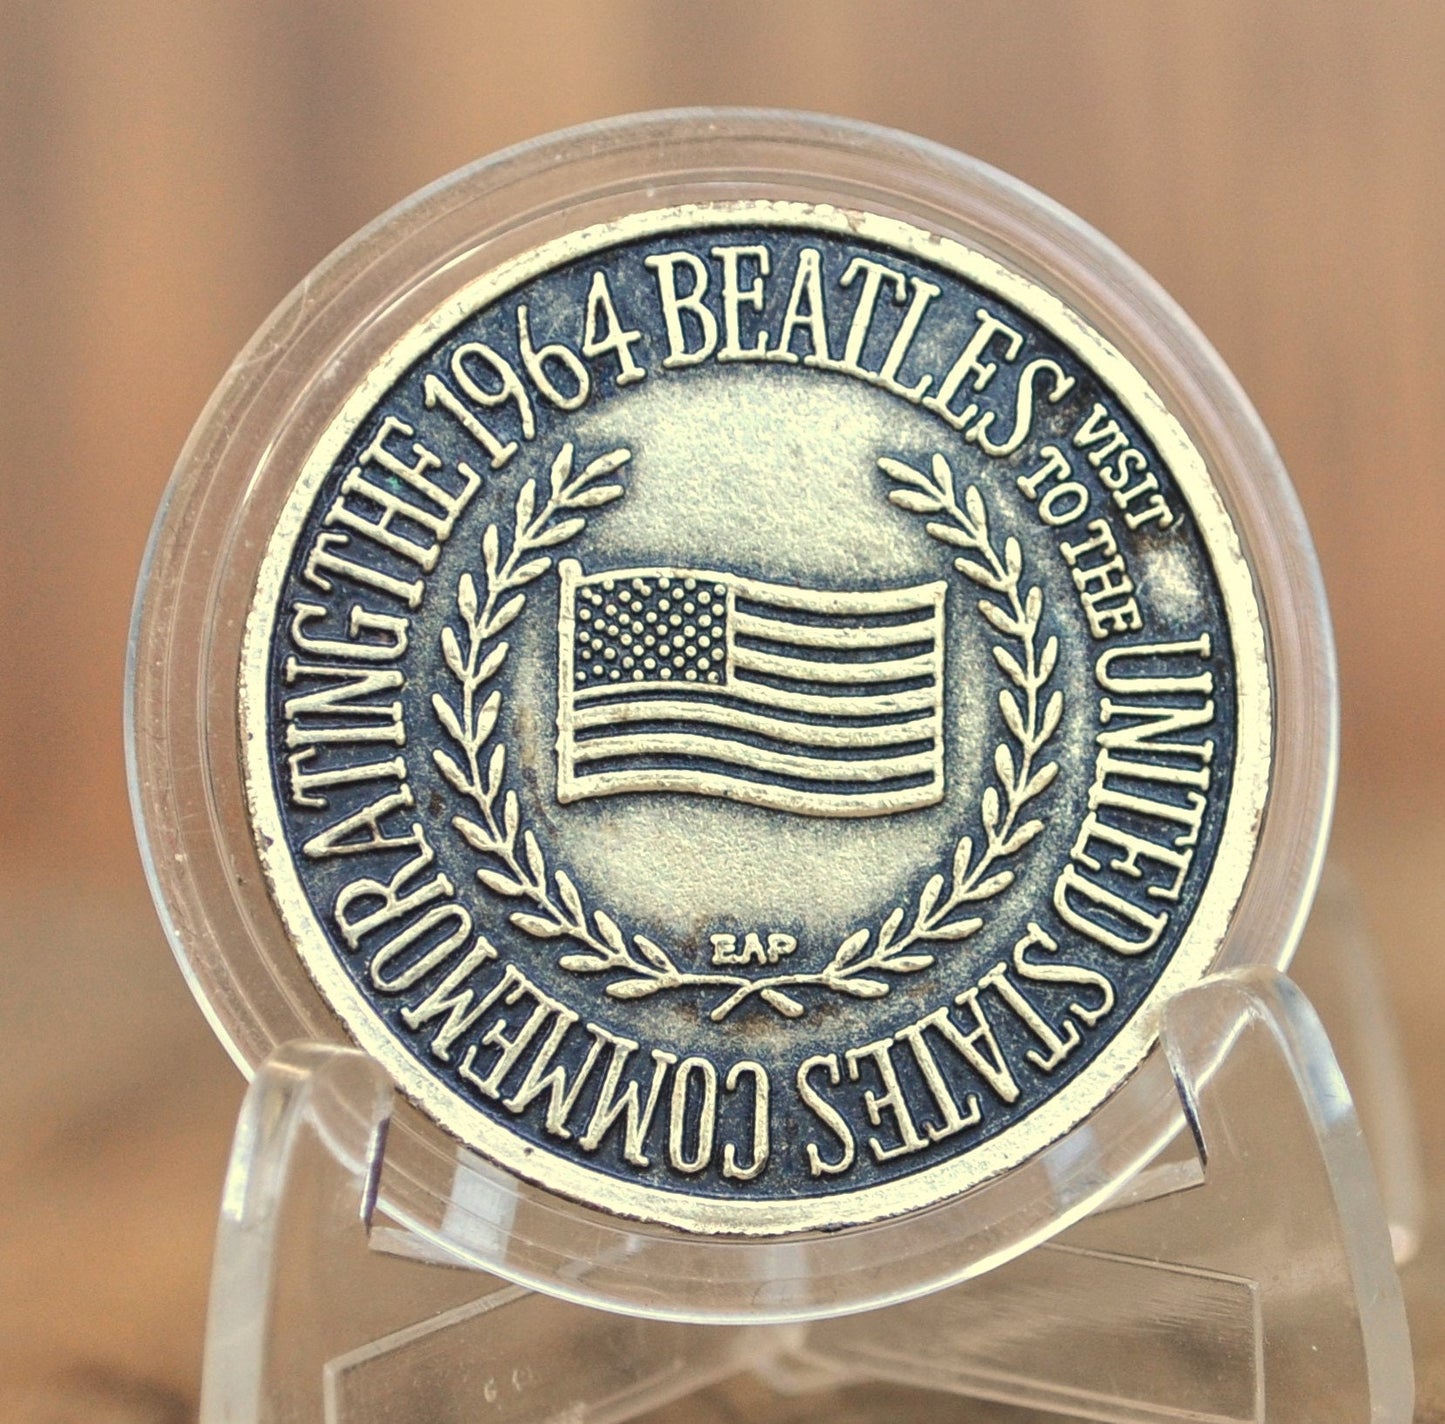 COMMEMORATING THE 1964 BEATLES VISIT TO THE UNITED STATES
EAP